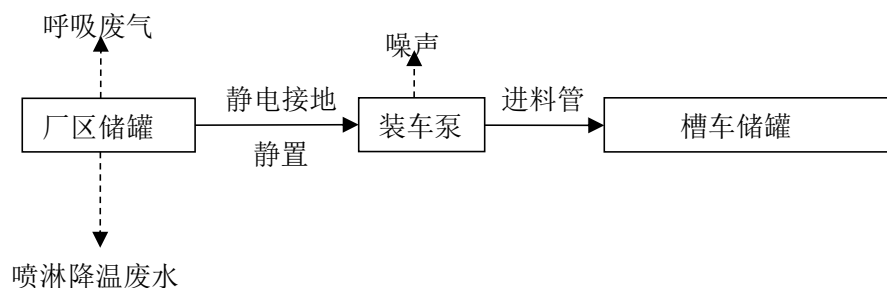 呼吸废气
噪声
静电接地
进料管
厂区储罐
装车泵
槽车储罐
静置
喷淋降温废水